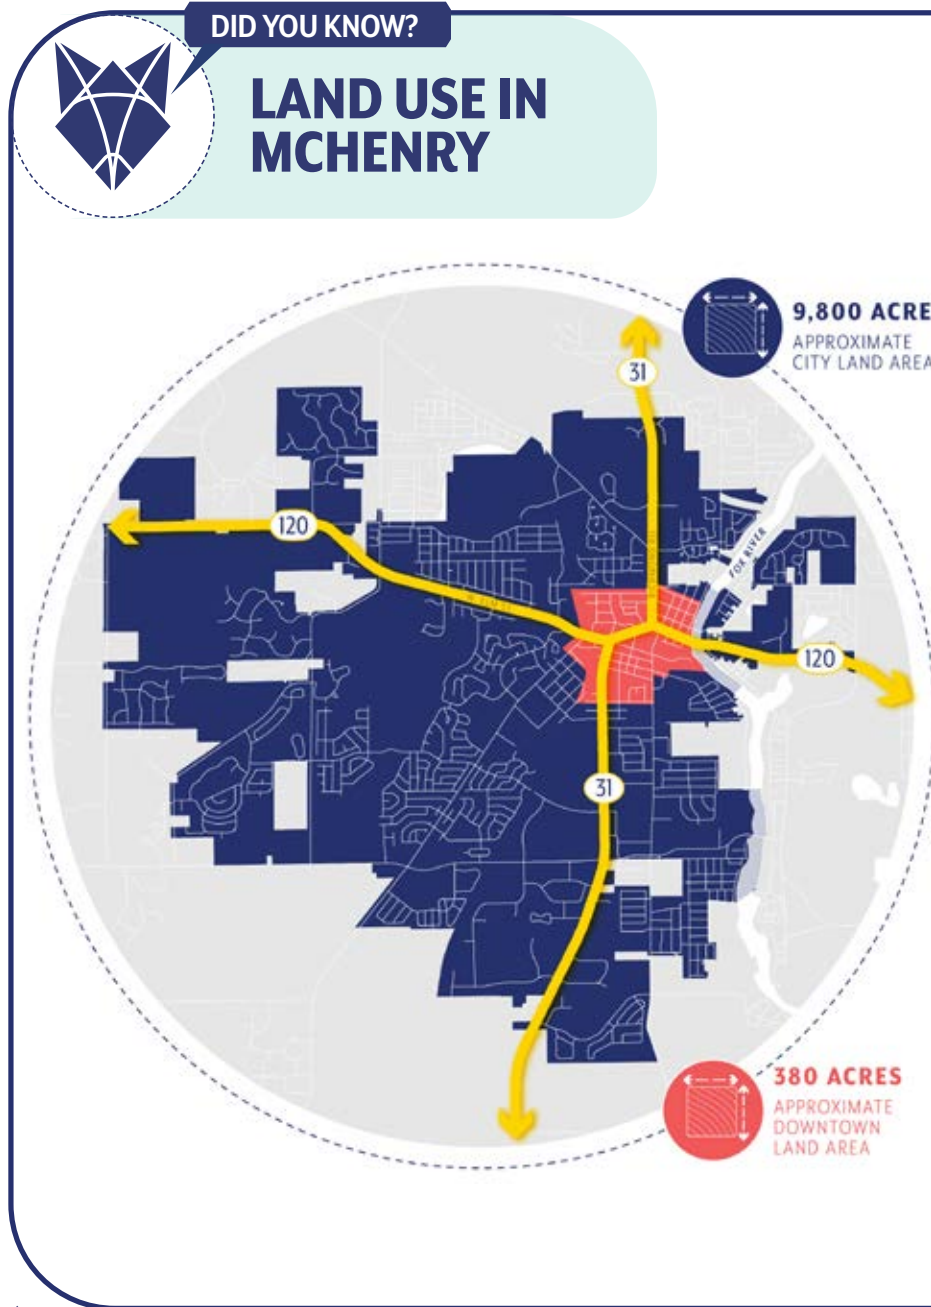 DID YOU KNOW?
LAND USE IN
MCHENRY
9,800 ACRE
APPROXIMATE
CITY LAND AREA
31
120
FOX RIVER
120
31
380 ACRES
APPROXIMATE
DOWNTOWN
LAND AREA